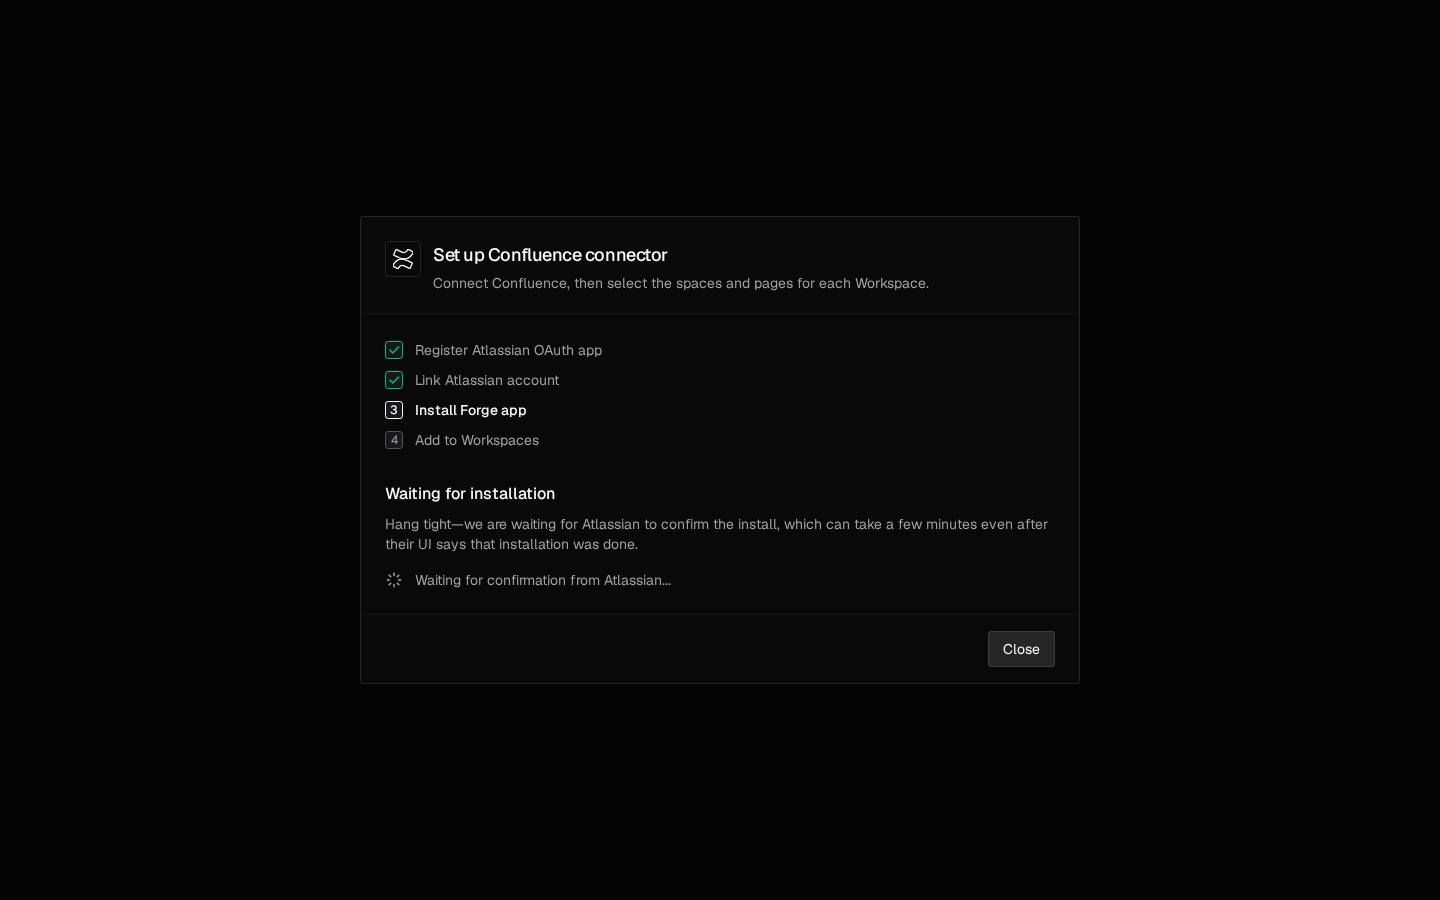 Set up Confluence connector
Connect Confluence, then select the spaces and pages for each Workspace.
Register Atlassian OAuth app
Link Atlassian account
3 Install Forge app
4 Add to Workspaces
Waiting for installation
Hang tight—we are waiting for Atlassian to confirm the install, which can take a few minutes even after
their UI says that installation was done.
Waiting for confirmation from Atlassian...
Close